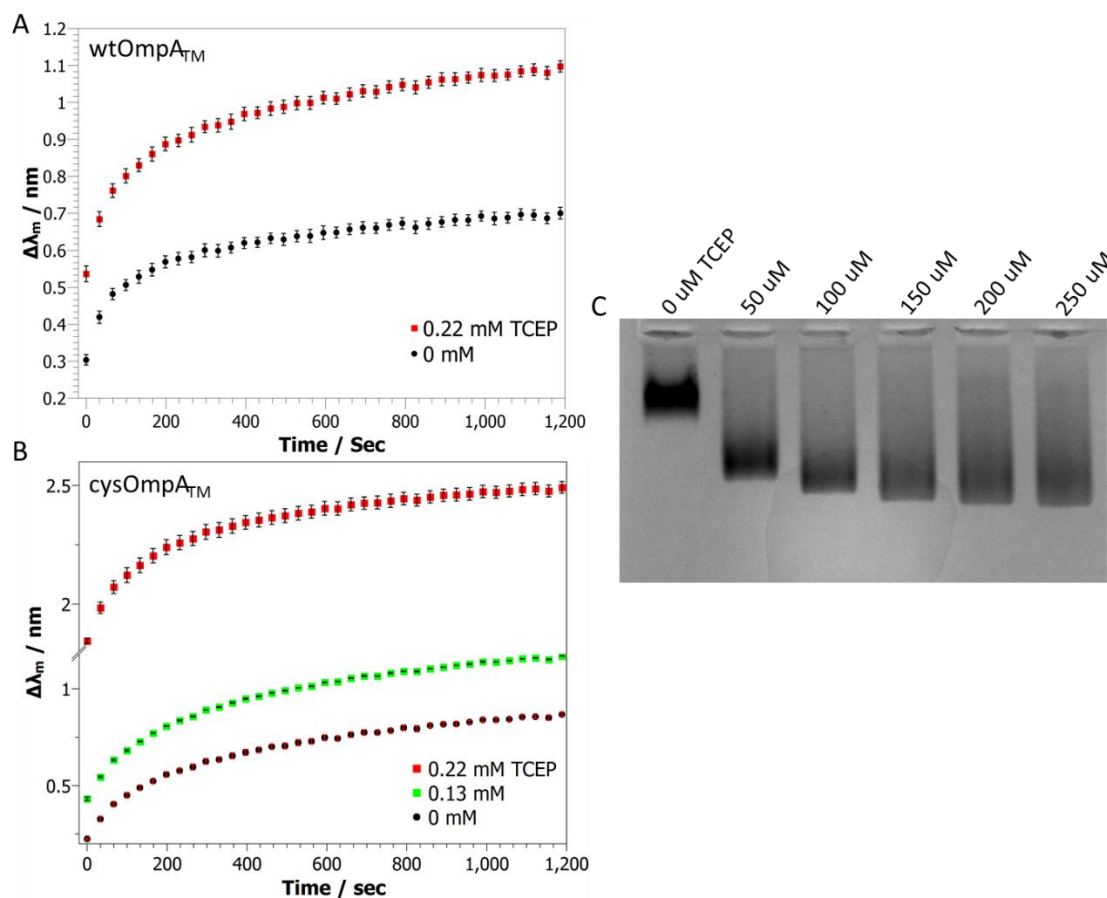 A
wtOmpATM
1.2
1.1
1
0.9
0.8
0.7
0.6
0.5
0.4
0.3
0.2
Δλm / nm
0.22 mM TCEP
0 mM
0 200 400 600 800 1,000 1,200
Time / Sec
B
cysOmpATM
2.5
2
1
0.5
Δλm / nm
0.22 mM TCEP
0.13 mM
0 mM
0 200 400 600 800 1,000 1,200
Time / sec
C
0 uM TCEP
50 uM
100 uM
150 uM
200 uM
250 uM